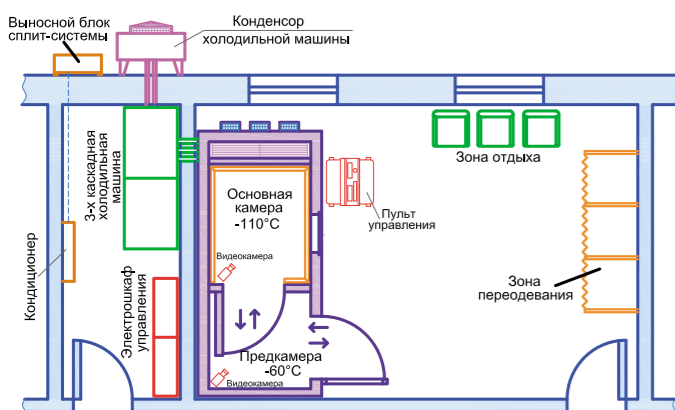 Выносной блок
сплит-системы
Конденсор
холодильной машины
3-х каскадная
холодильная
машина
Зона отдыха
Основная
камера
-110°C
Пульт
управления
Видеокамера
Кондиционер
Электрошкаф
управления
Зона
переодевания
Предкамера
-60°C
Видеокамера